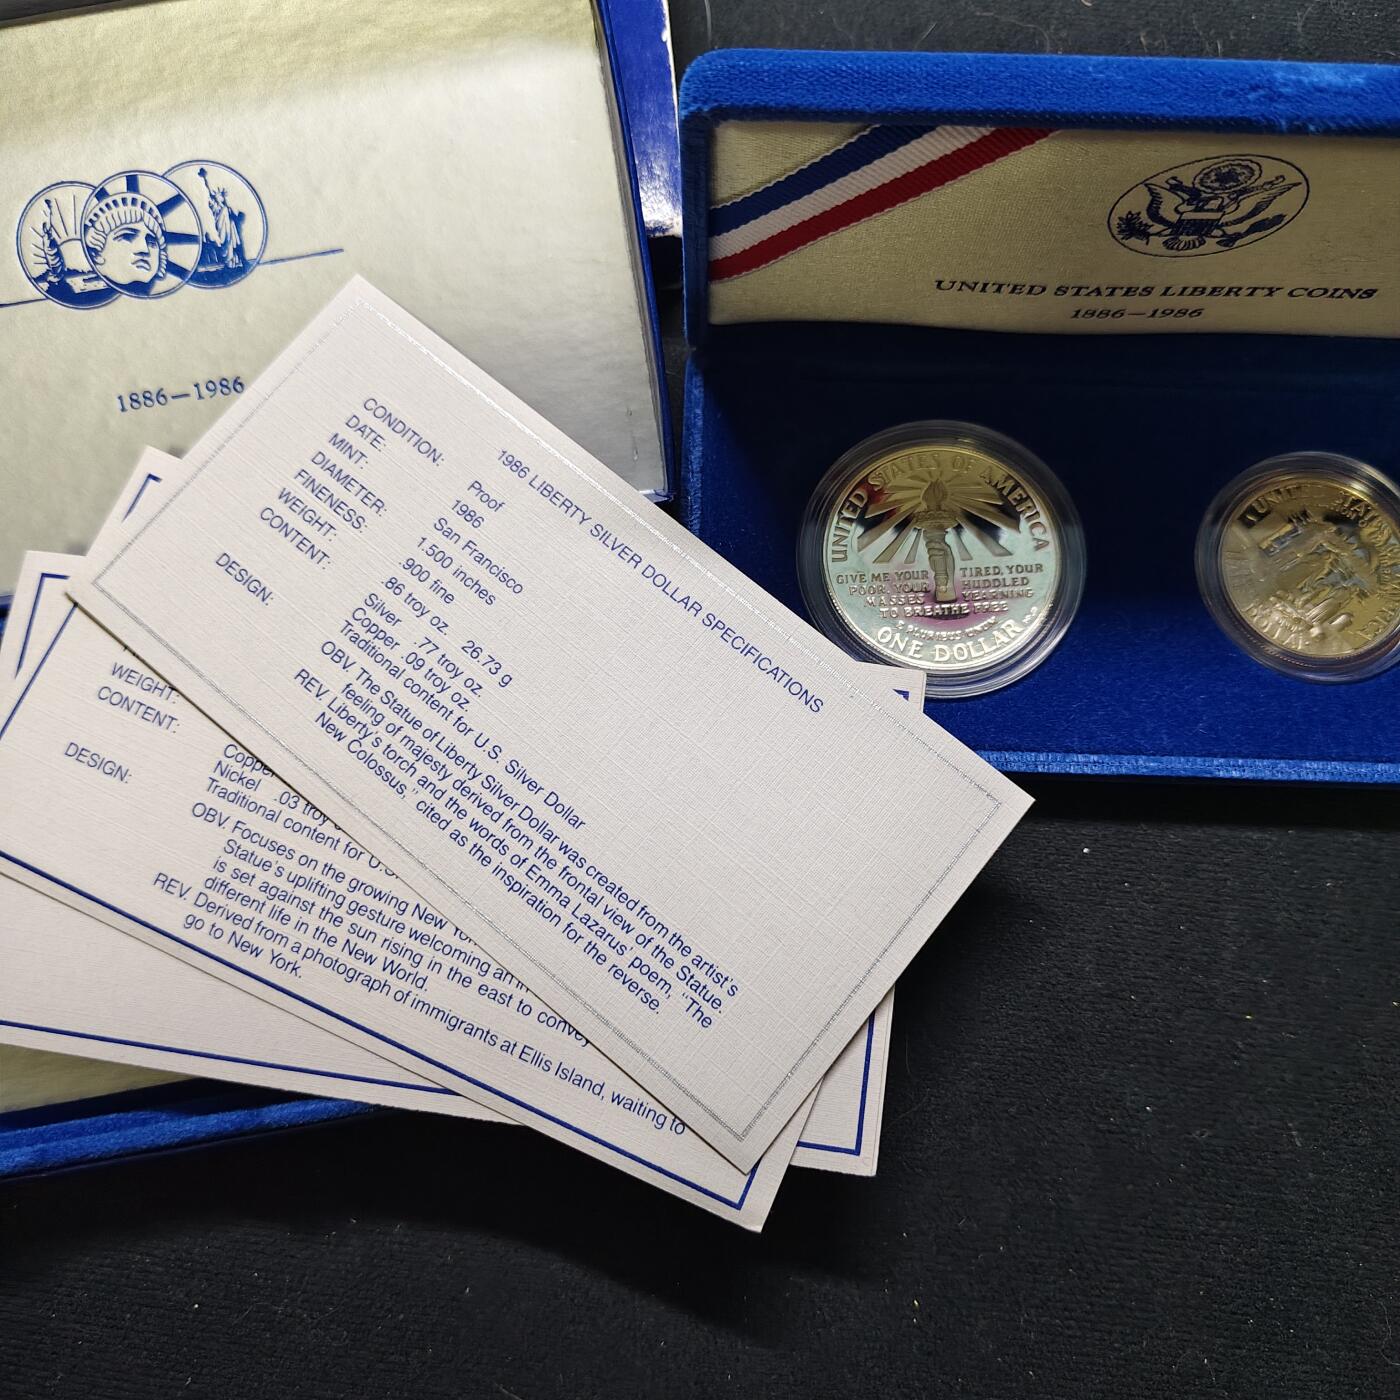 1886–1986
UNITED STATES LIBERTY COINS
1886–1986
UNITED STATES OF AMERICA
GIVE ME YOUR TIRED, YOUR
POOR, YOUR HUDDLED
MASSES YEARNING
TO BREATHE FREE
E PLURIBUS UNUM
ONE DOLLAR
1986 LIBERTY SILVER DOLLAR SPECIFICATIONS
CONDITION: Proof
DATE: 1986
MINT: San Francisco
DIAMETER: 1.500 inches
FINENESS: .900 fine
WEIGHT: .86 troy oz. 26.73 g
CONTENT: Silver .77 troy oz
Copper .09 troy oz.
Traditional content for U.S. Silver Dollar
DESIGN: OBV. The Statue of Liberty Silver Dollar was created from the artist's
feeling of majesty derived from the frontal view of the Statue.
REV. Liberty's torch and the words of Emma Lazarus' poem, "The
New Colossus," cited as the inspiration for the reverse.
WEIGHT:
CONTENT: Copper
Nickel .03 troy
Traditional content for U.S.
DESIGN: OBV. Focuses on the growing New York
Statue's uplifting gesture welcoming an
is set against the sun rising in the east to convey
different life in the New World.
REV. Derived from a photograph of immigrants at Ellis Island, waiting to
go to New York.